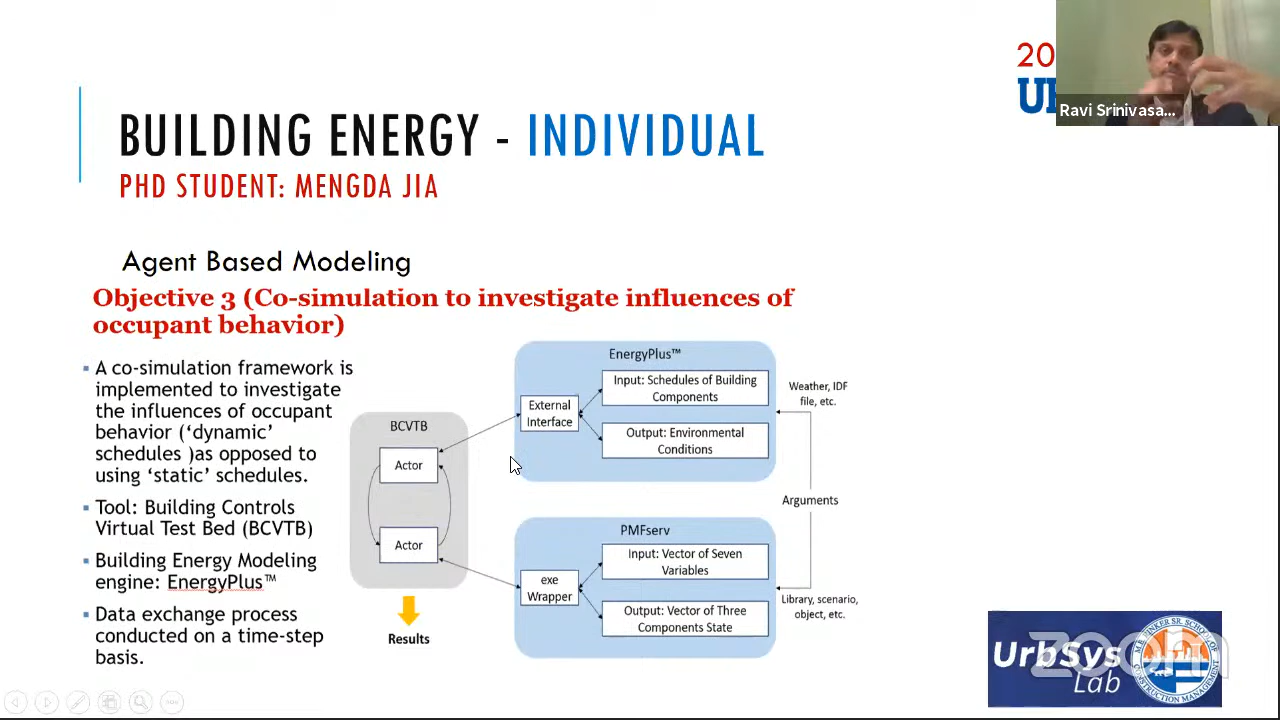 BUILDING ENERGY - INDIVIDUAL
PHD STUDENT: MENGDA JIA
20
Ravi Srinivasa...
Agent Based Modeling
Objective 3 (Co-simulation to investigate influences of
occupant behavior)
▪ A co-simulation framework is
implemented to investigate
the influences of occupant
behavior (‘dynamic’
schedules )as opposed to
using ‘static’ schedules.
▪ Tool: Building Controls
Virtual Test Bed (BCVTB)
▪ Building Energy Modeling
engine: EnergyPlus™
▪ Data exchange process
conducted on a time-step
basis.
BCVTB
Actor
Actor
Results
EnergyPlus™
External
Interface
Input: Schedules of Building
Components
Output: Environmental
Conditions
PMFserv
exe
Wrapper
Input: Vector of Seven
Variables
Output: Vector of Three
Components State
Weather, IDF
file, etc.
Arguments
Library, scenario,
object, etc.
UrbSys
Lab
zoom
CONSTRUCTION MANAGEMENT